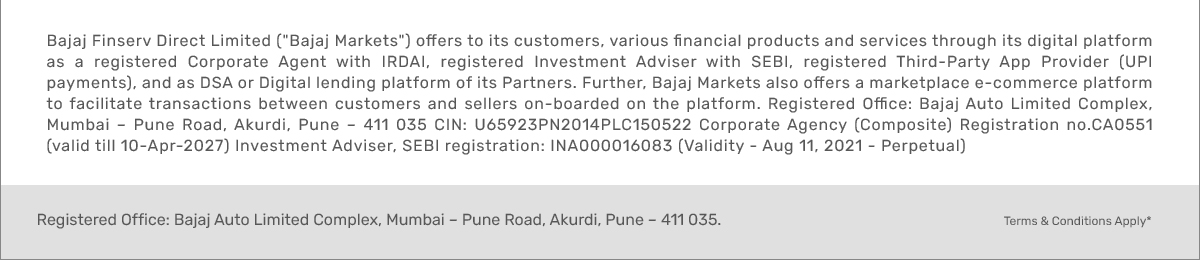 Bajaj Finserv Direct Limited ("Bajaj Markets") offers to its customers, various financial products and services through its digital platform
as a registered Corporate Agent with IRDAI, registered Investment Adviser with SEBI, registered Third-Party App Provider (UPI
payments), and as DSA or Digital lending platform of its Partners. Further, Bajaj Markets also offers a marketplace e-commerce platform
to facilitate transactions between customers and sellers on-boarded on the platform. Registered Office: Bajaj Auto Limited Complex,
Mumbai – Pune Road, Akurdi, Pune – 411 035 CIN: U65923PN2014PLC150522 Corporate Agency (Composite) Registration no.CA0551
(valid till 10-Apr-2027) Investment Adviser, SEBI registration: INA000016083 (Validity - Aug 11, 2021 - Perpetual)
Registered Office: Bajaj Auto Limited Complex, Mumbai – Pune Road, Akurdi, Pune – 411 035.
Terms & Conditions Apply*